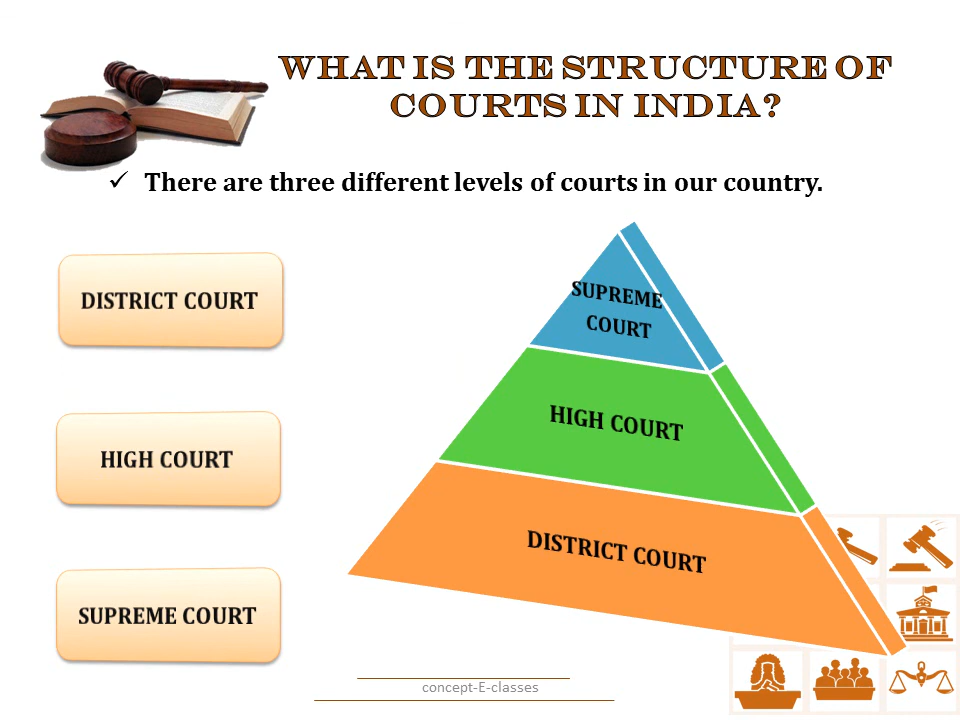 WHAT IS THE STRUCTURE OF
COURTS IN INDIA?
✓ There are three different levels of courts in our country.
DISTRICT COURT
HIGH COURT
SUPREME COURT
SUPREME
COURT
HIGH COURT
DISTRICT COURT
concept-E-classes